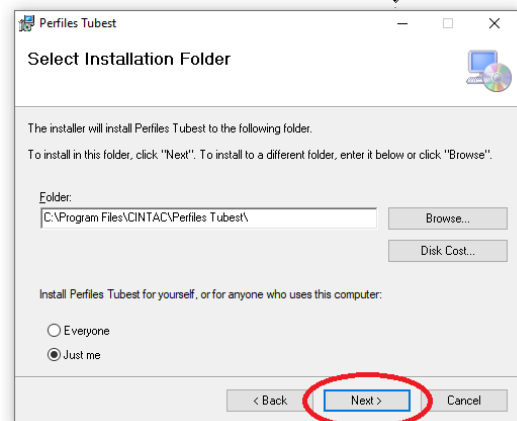 Perfiles Tubest
Select Installation Folder
The installer will install Perfiles Tubest to the following folder.
To install in this folder, click "Next". To install to a different folder, enter it below or click "Browse".
Folder:
C:\Program Files\CINTAC\Perfiles Tubest\
Browse...
Disk Cost...
Install Perfiles Tubest for yourself, or for anyone who uses this computer:
Everyone
Just me
< Back
Next >
Cancel